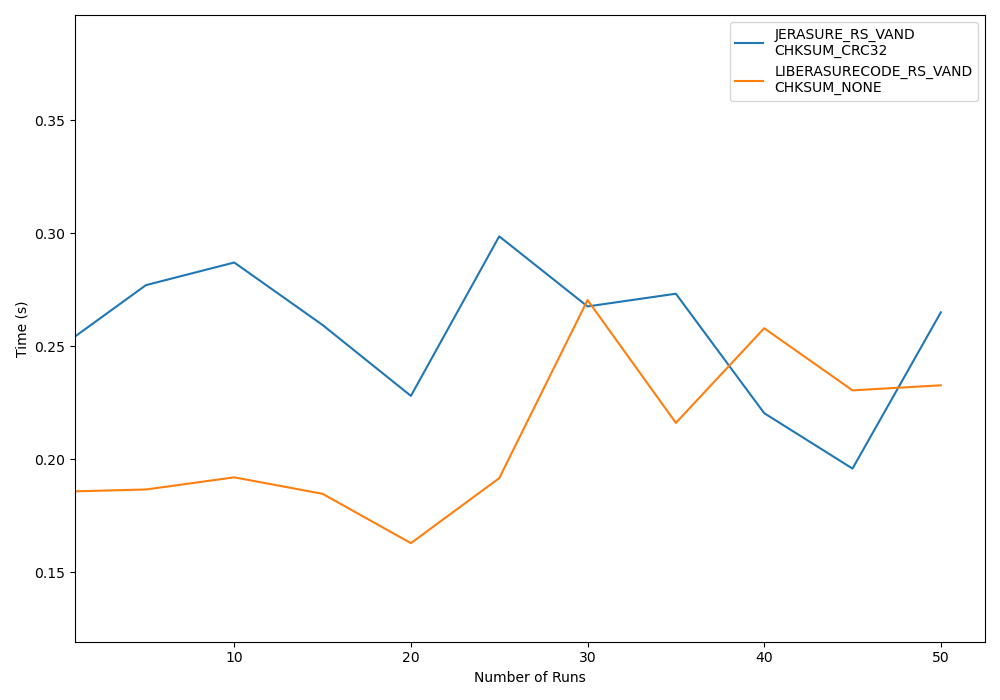 JERASURE_RS_VAND
CHKSUM_CRC32
LIBERASURECODE_RS_VAND
CHKSUM_NONE
0.35
0.30
0.25
0.20
0.15
Time (s)
10
20
30
40
50
Number of Runs